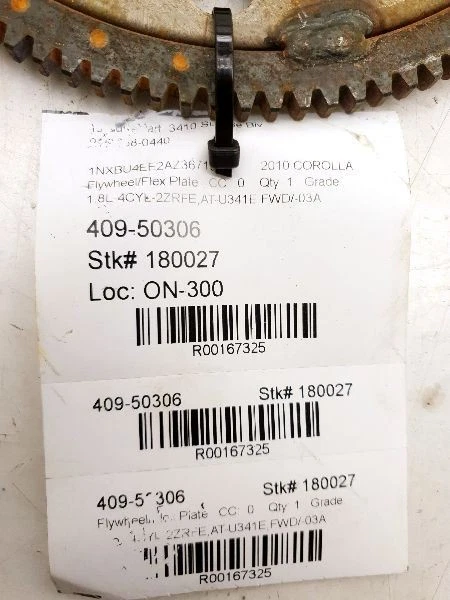 3410
-0440
2010 COROLLA
Flywheel/Flex Plate CC: 0 Qty 1 Grade
1.8L-4CYL-2ZRFE,AT-U341E,FWD/-03A
409-50306
Stk# 180027
Loc: ON-300
R00167325
409-50306 Stk# 180027
R00167325
Stk# 180027
Plate CC: 0 Qty 1 Grade
2ZRFE,AT-U341E,FWD/-03A
R00167325